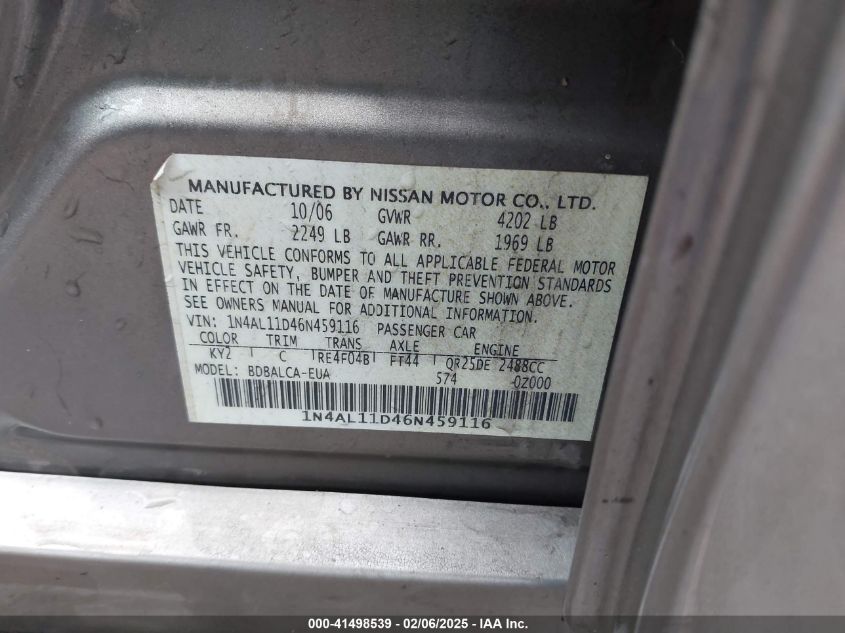 MANUFACTURED BY NISSAN MOTOR CO., LTD.
DATE 10/06 GVWR 4202 LB
GAWR FR. 2249 LB GAWR RR. 1969 LB
THIS VEHICLE CONFORMS TO ALL APPLICABLE FEDERAL MOTOR
VEHICLE SAFETY, BUMPER AND THEFT PREVENTION STANDARDS
IN EFFECT ON THE DATE OF MANUFACTURE SHOWN ABOVE.
SEE OWNERS MANUAL FOR ADDITIONAL INFORMATION.
VIN: 1N4AL11D46N459116 PASSENGER CAR
COLOR TRIM TRANS AXLE ENGINE
KY2 C RE4F04B FF44 QR25DE 2488CC
MODEL: BDBALCA-EUA 574 -0Z000
1N4AL11D46N459116
000-41498539 - 02/06/2025 - IAA Inc.